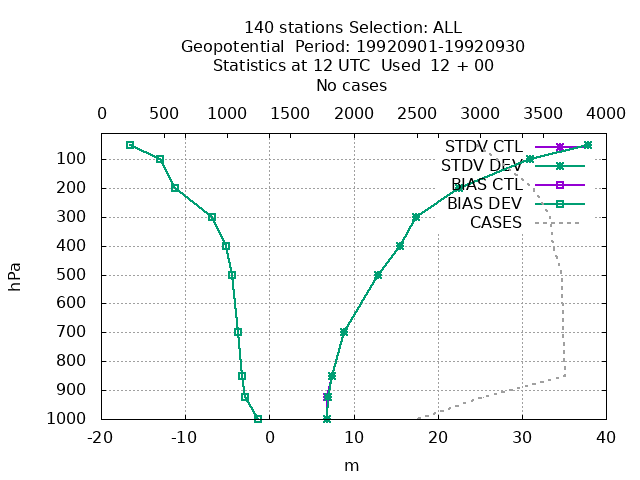 140 stations Selection: ALL
Geopotential  Period: 19920901-19920930
Statistics at 12 UTC  Used  12 + 00
No cases
0 500 1000 1500 2000 2500 3000 3500 4000
STDV CTL
STDV DEV
BIAS CTL
BIAS DEV
CASES
100
200
300
400
500
600
700
800
900
1000
hPa
-20 -10 0 10 20 30 40
m